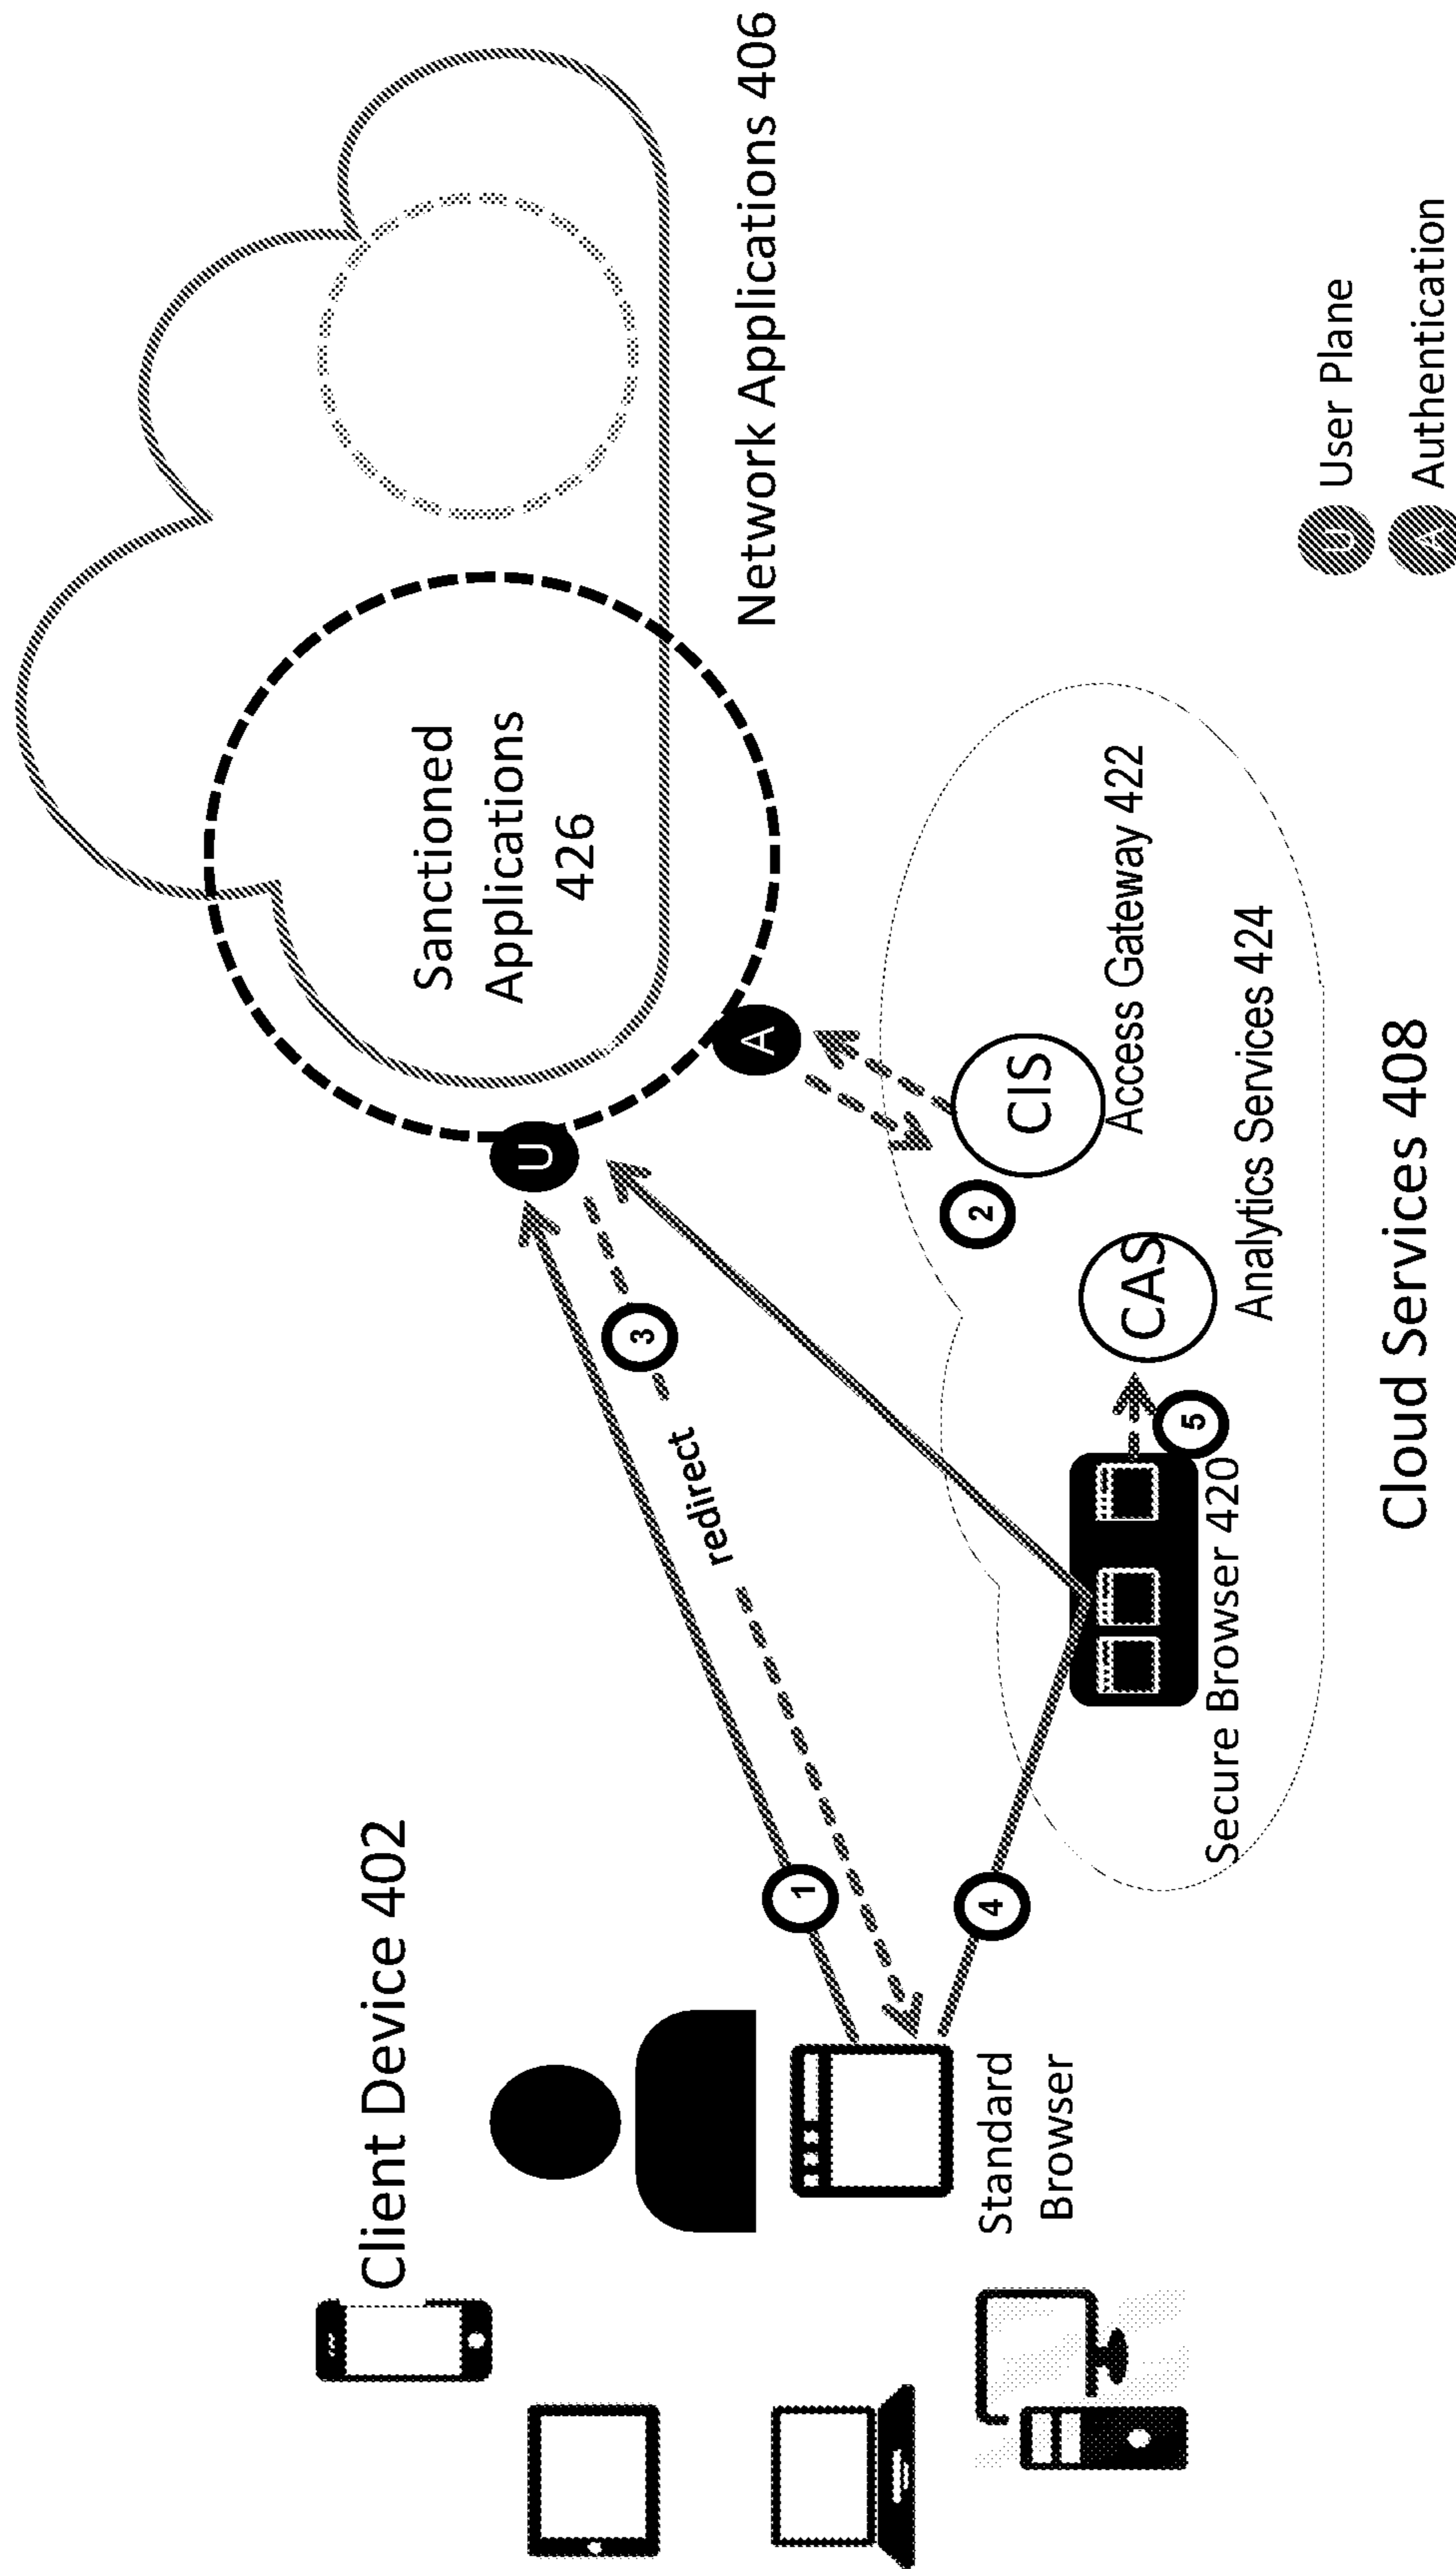 Client Device 402
Standard
Browser
1
3
redirect
4
U
A
Sanctioned
Applications
426
Network Applications 406
2
CIS
Access Gateway 422
CAS
Analytics Services 424
5
Secure Browser 420
Cloud Services 408
U User Plane
A Authentication